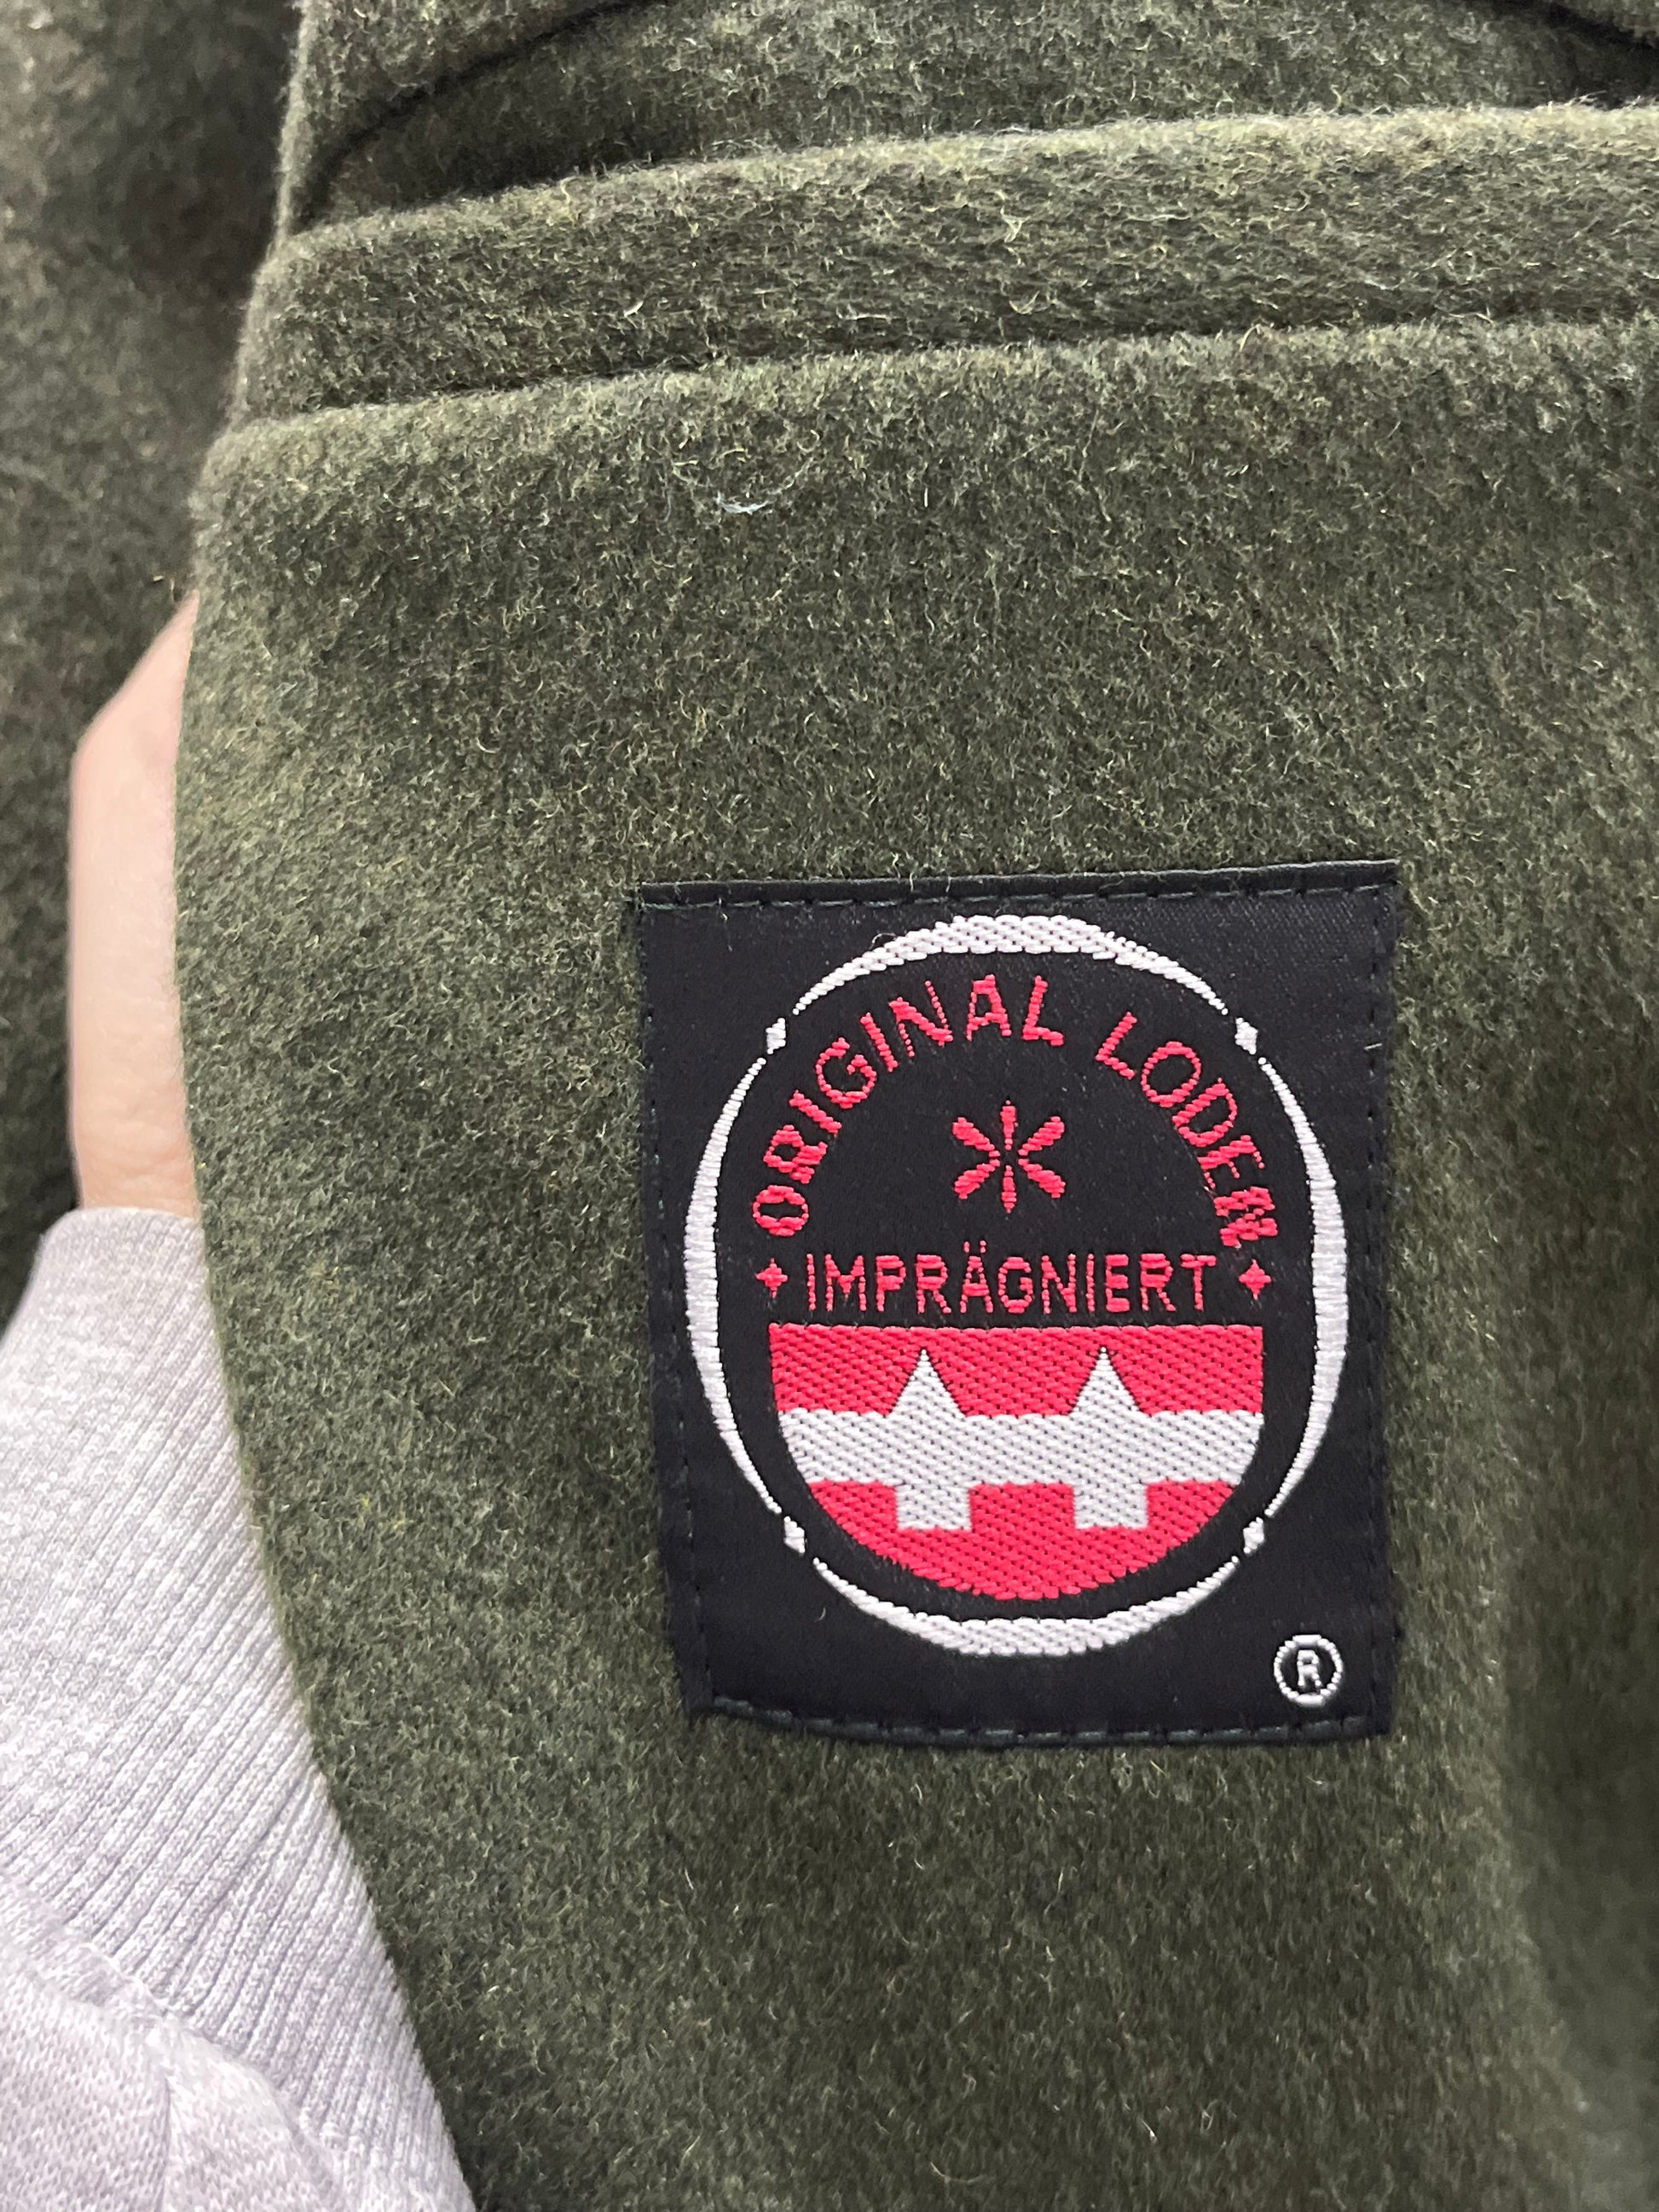 ORIGINAL LODEN
IMPRÄGNIERT
®